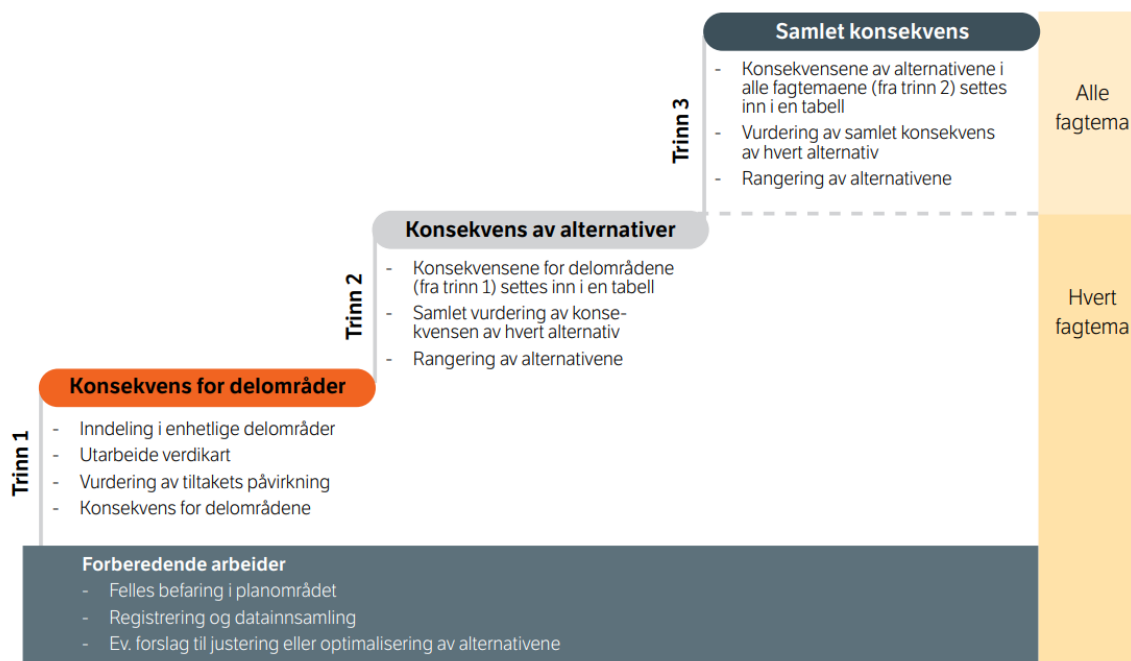 Samlet konsekvens
- Konsekvensene av alternativene i
alle fagtemaene (fra trinn 2) settes
inn i en tabell
- Vurdering av samlet konsekvens
av hvert alternativ
- Rangering av alternativene
Trinn 3
Alle
fagtema
Konsekvens av alternativer
- Konsekvensene for delområdene
(fra trinn 1) settes inn i en tabell
- Samlet vurdering av konse-
kvensen av hvert alternativ
- Rangering av alternativene
Trinn 2
Hvert
fagtema
Konsekvens for delområder
- Inndeling i enhetlige delområder
- Utarbeide verdikart
- Vurdering av tiltakets påvirkning
- Konsekvens for delområdene
Trinn 1
Forberedende arbeider
- Felles befaring i planområdet
- Registrering og datainnsamling
- Ev. forslag til justering eller optimalisering av alternativene